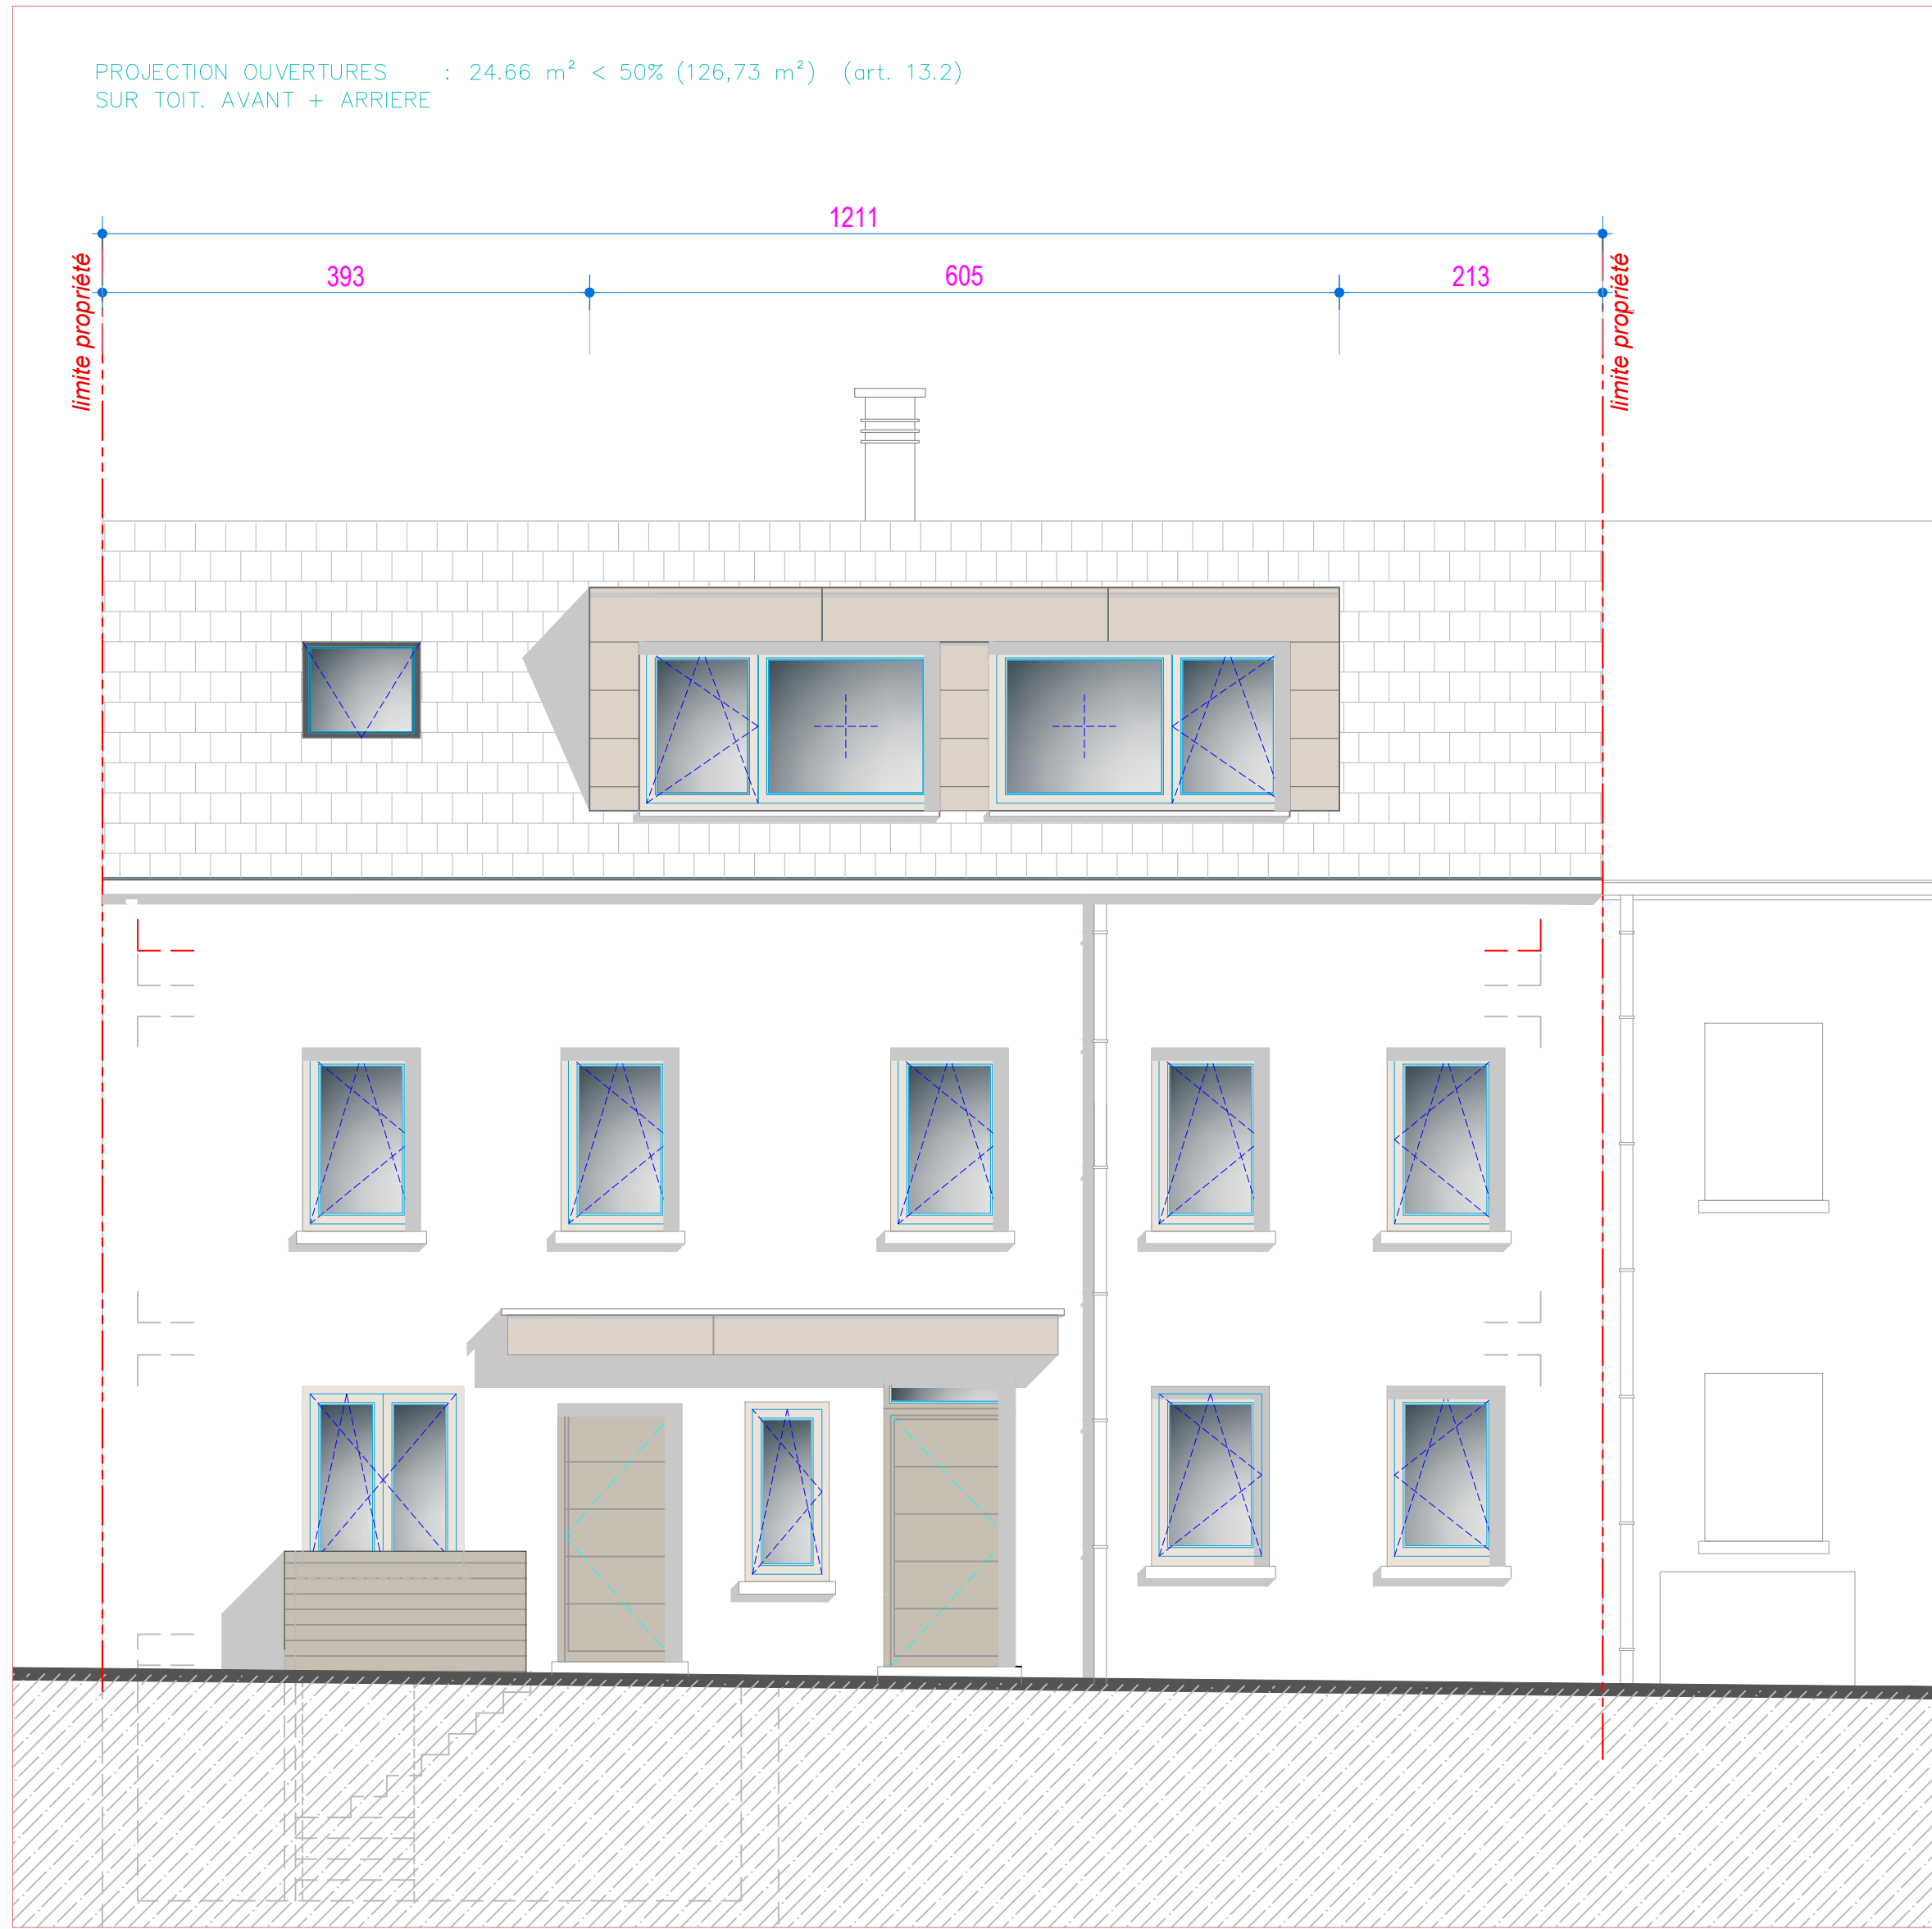 PROJECTION OUVERTURES : 24.66 m² < 50% (126,73 m²) (art. 13.2)
SUR TOIT. AVANT + ARRIERE
1211
393
605
213
limite propriété
limite propriété